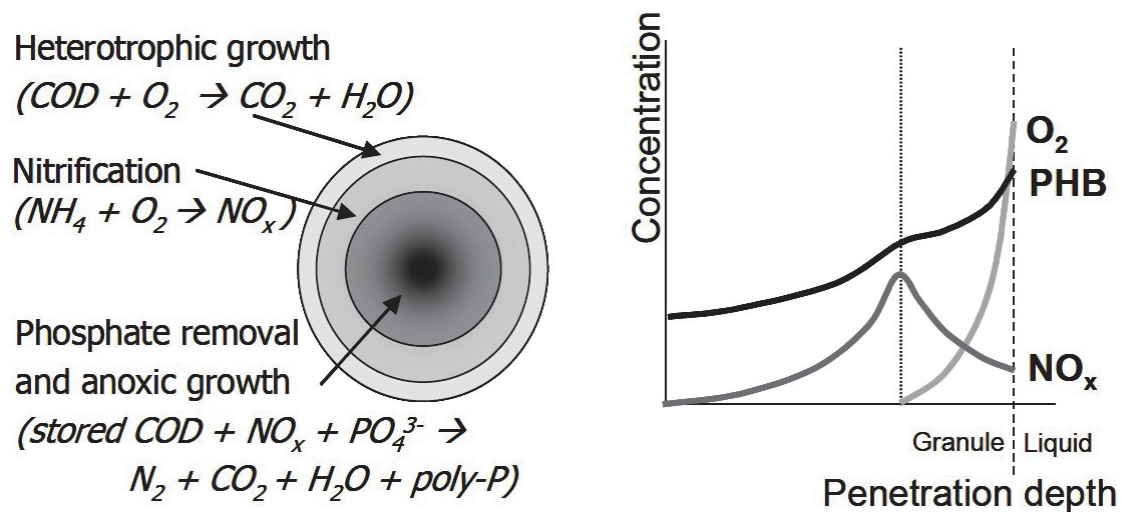 Heterotrophic growth
(COD + O₂ → CO₂ + H₂O)
Nitrification
(NH₄ + O₂ → NOₓ)
Phosphate removal
and anoxic growth
(stored COD + NOₓ + PO₄³⁻ →
N₂ + CO₂ + H₂O + poly-P)
Concentration
O₂
PHB
NOₓ
Granule
Liquid
Penetration depth